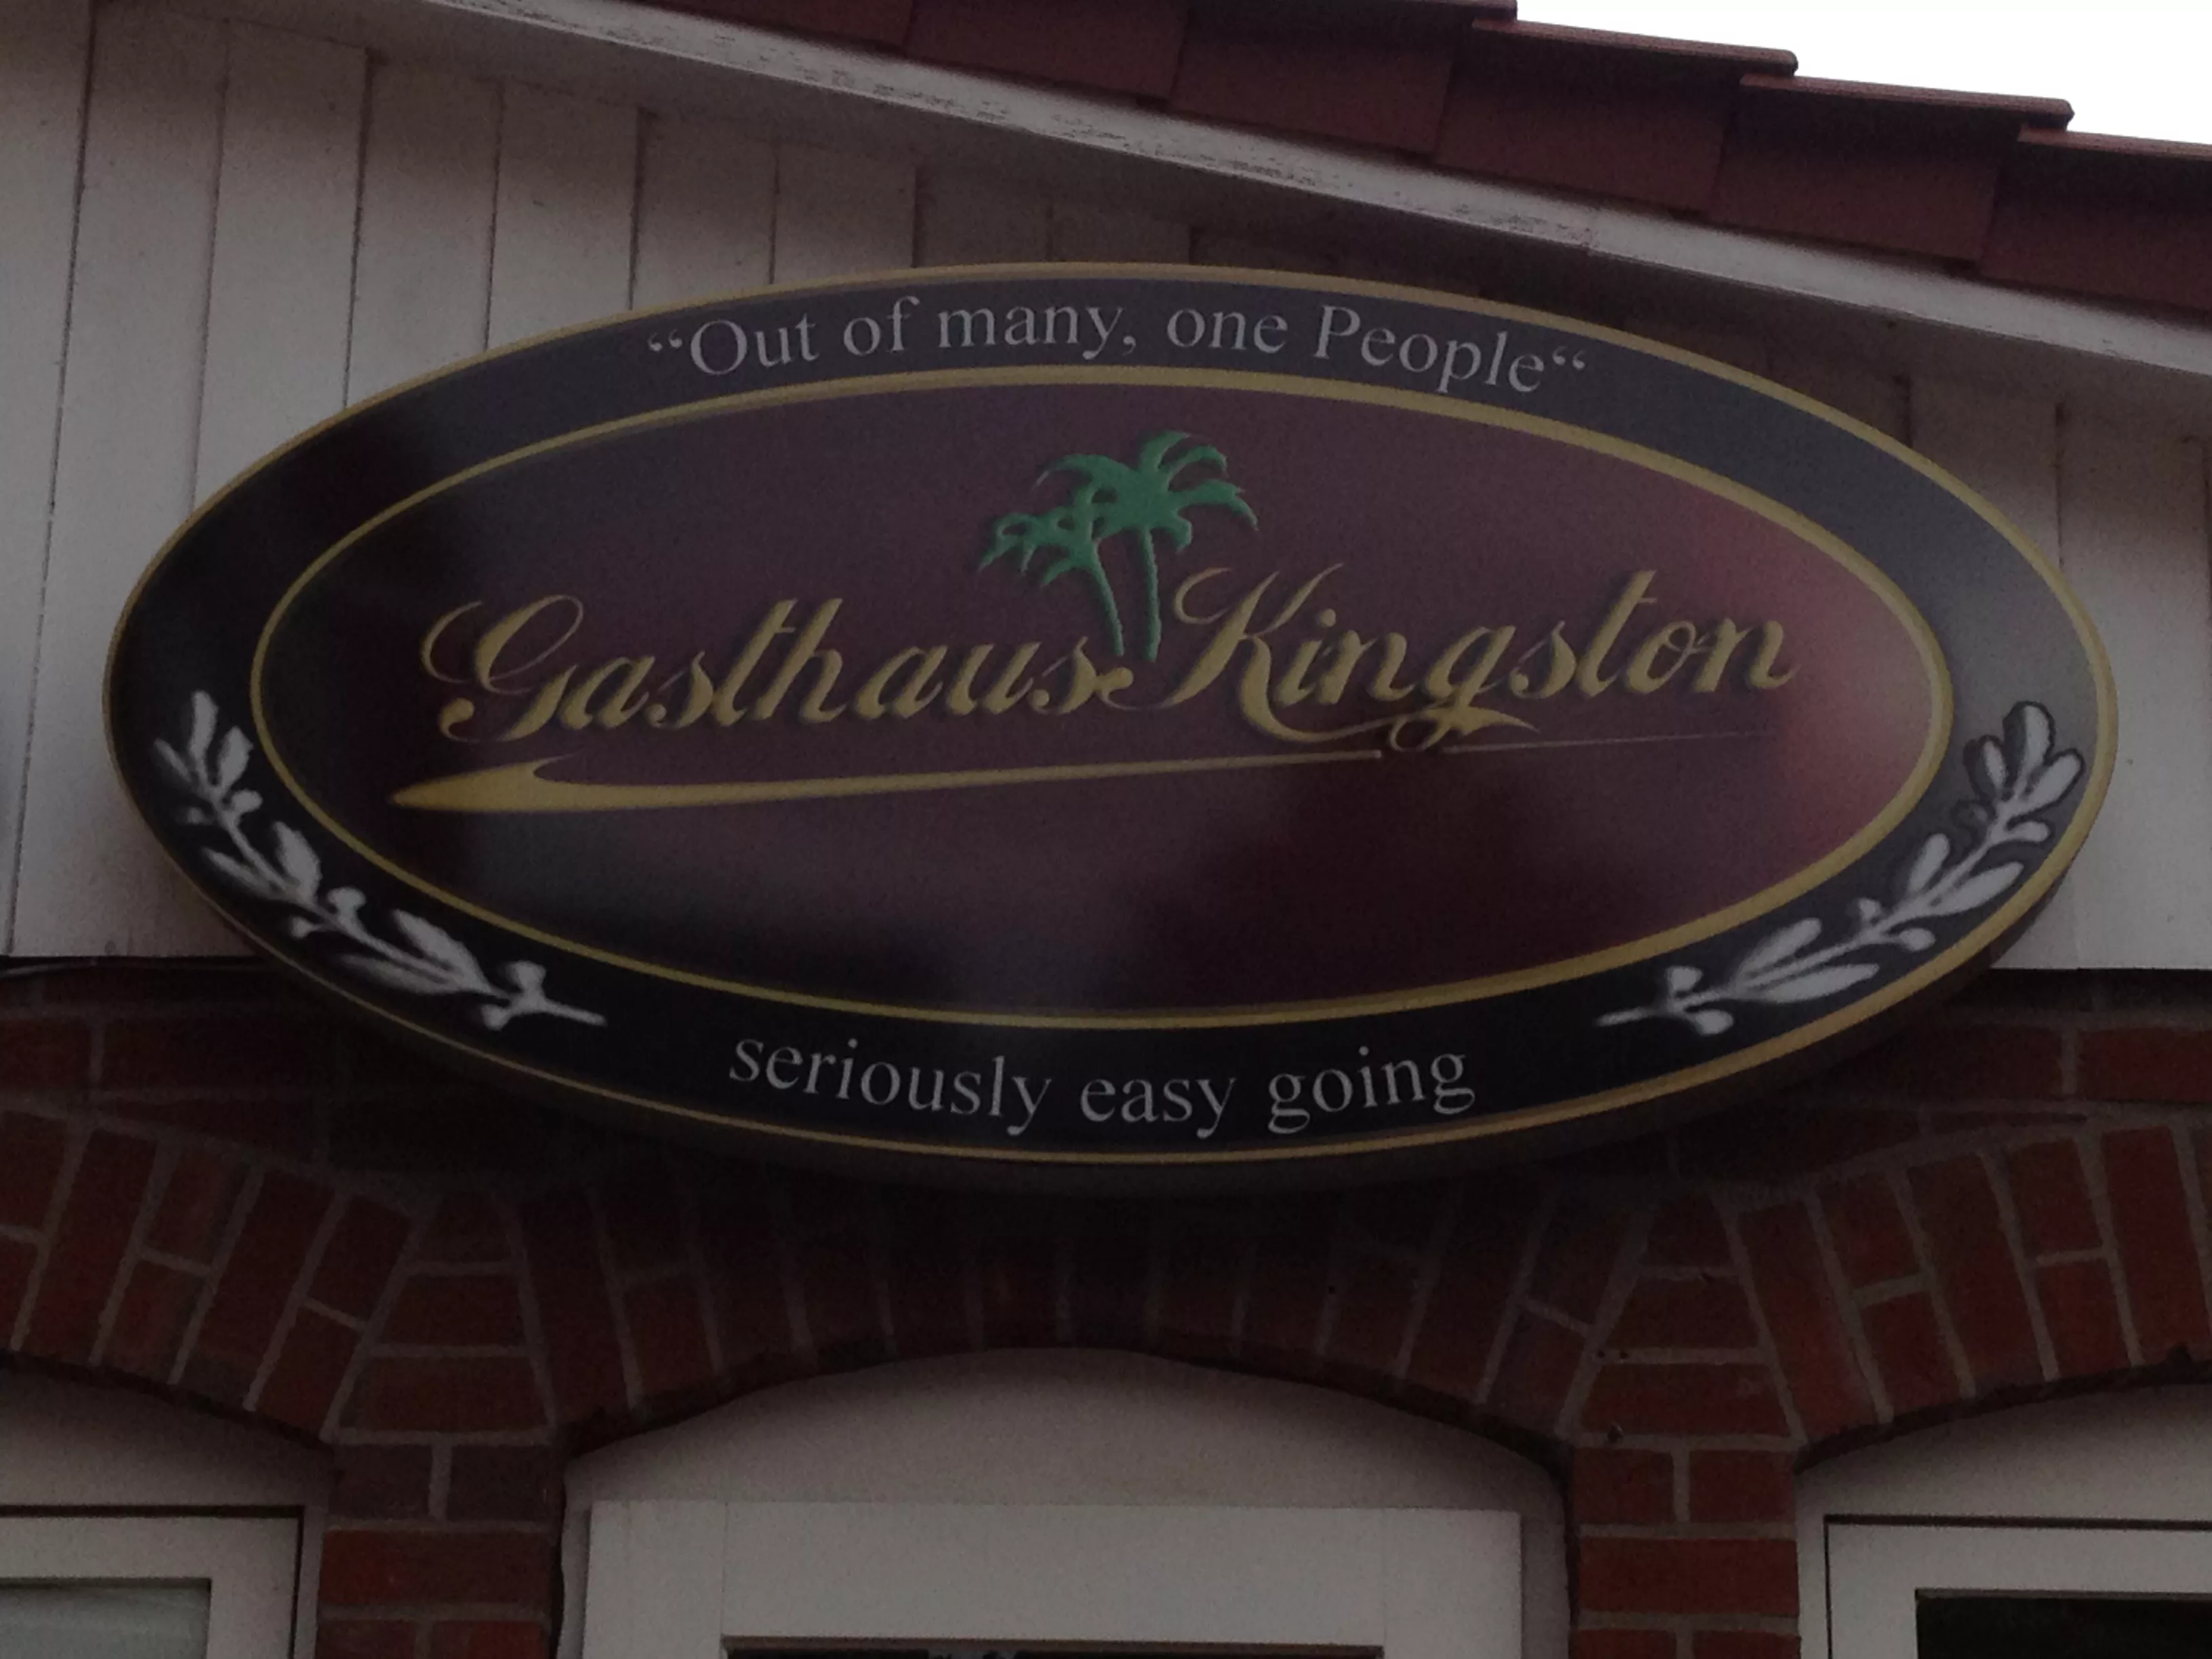 “Out of many, one People“
Gasthaus Kingston
seriously easy going